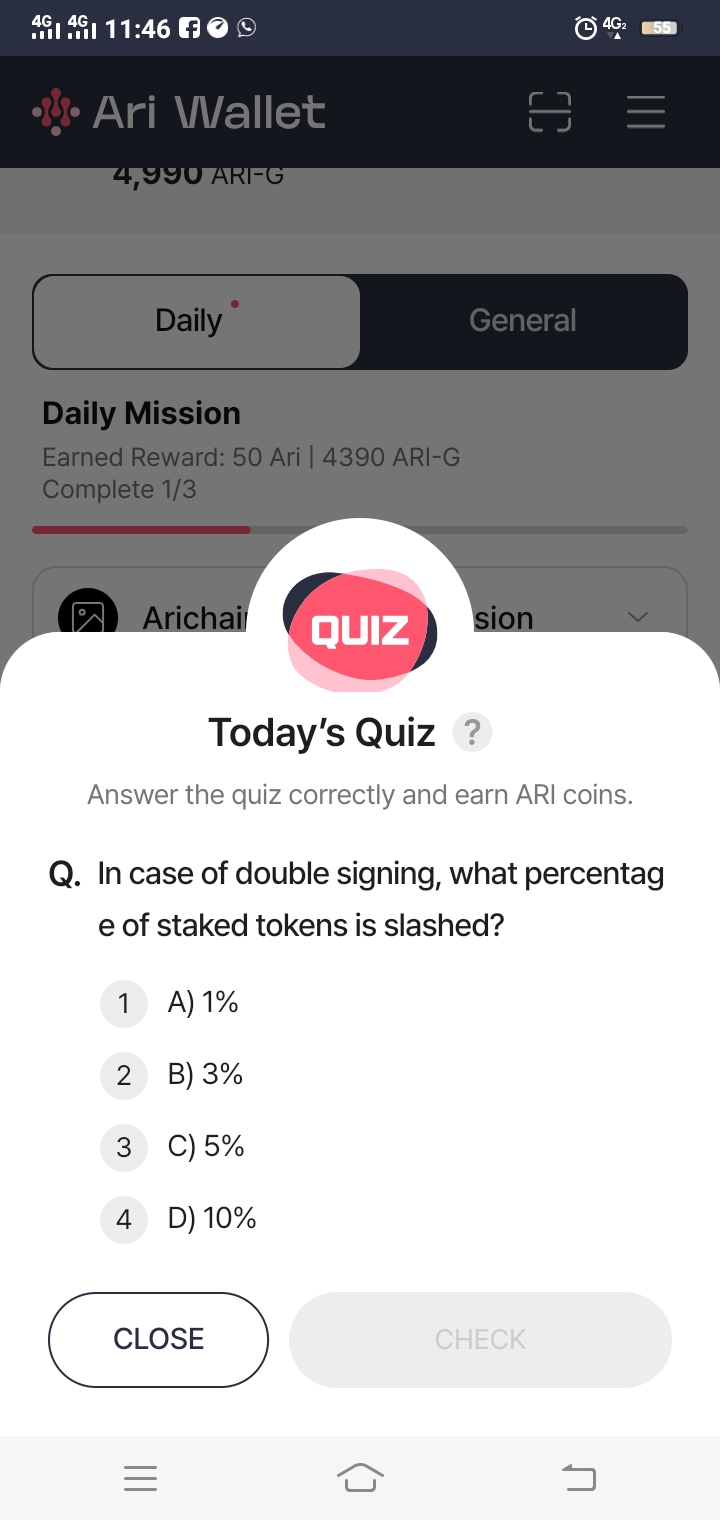 4G 4G 11:46 4G2 55
Ari Wallet
4,990 ARI-G
Daily General
Daily Mission
Earned Reward: 50 Ari | 4390 ARI-G
Complete 1/3
Arichai sion
QUIZ
Today’s Quiz ?
Answer the quiz correctly and earn ARI coins.
Q. In case of double signing, what percentag
e of staked tokens is slashed?
1 A) 1%
2 B) 3%
3 C) 5%
4 D) 10%
CLOSE CHECK